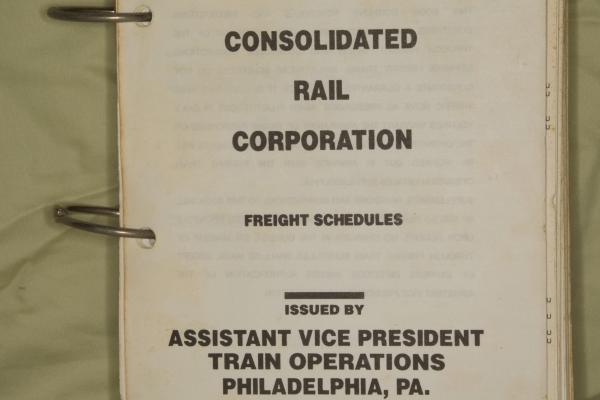 CONSOLIDATED
RAIL
CORPORATION
FREIGHT SCHEDULES
ISSUED BY
ASSISTANT VICE PRESIDENT
TRAIN OPERATIONS
PHILADELPHIA, PA.